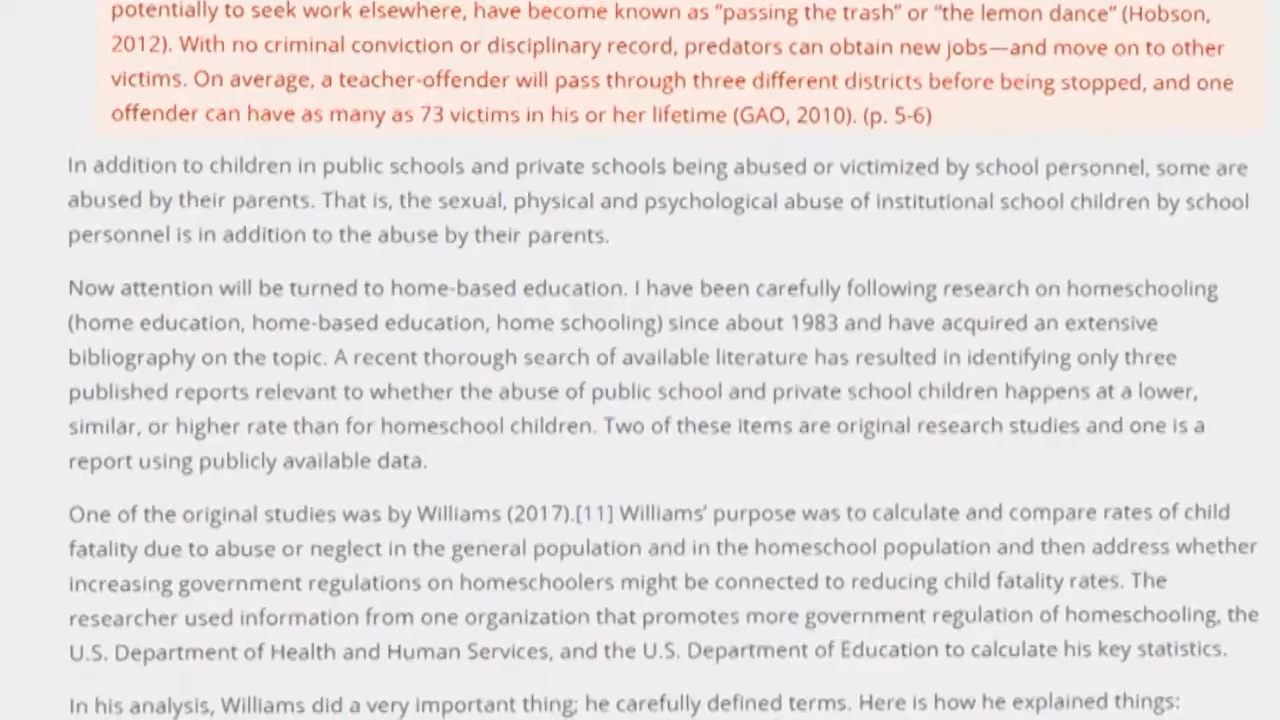 potentially to seek work elsewhere, have become known as “passing the trash” or “the lemon dance” (Hobson,
2012). With no criminal conviction or disciplinary record, predators can obtain new jobs—and move on to other
victims. On average, a teacher-offender will pass through three different districts before being stopped, and one
offender can have as many as 73 victims in his or her lifetime (GAO, 2010). (p. 5-6)
In addition to children in public schools and private schools being abused or victimized by school personnel, some are
abused by their parents. That is, the sexual, physical and psychological abuse of institutional school children by school
personnel is in addition to the abuse by their parents.
Now attention will be turned to home-based education. I have been carefully following research on homeschooling
(home education, home-based education, home schooling) since about 1983 and have acquired an extensive
bibliography on the topic. A recent thorough search of available literature has resulted in identifying only three
published reports relevant to whether the abuse of public school and private school children happens at a lower,
similar, or higher rate than for homeschool children. Two of these items are original research studies and one is a
report using publicly available data.
One of the original studies was by Williams (2017).[11] Williams’ purpose was to calculate and compare rates of child
fatality due to abuse or neglect in the general population and in the homeschool population and then address whether
increasing government regulations on homeschoolers might be connected to reducing child fatality rates. The
researcher used information from one organization that promotes more government regulation of homeschooling, the
U.S. Department of Health and Human Services, and the U.S. Department of Education to calculate his key statistics.
In his analysis, Williams did a very important thing; he carefully defined terms. Here is how he explained things: